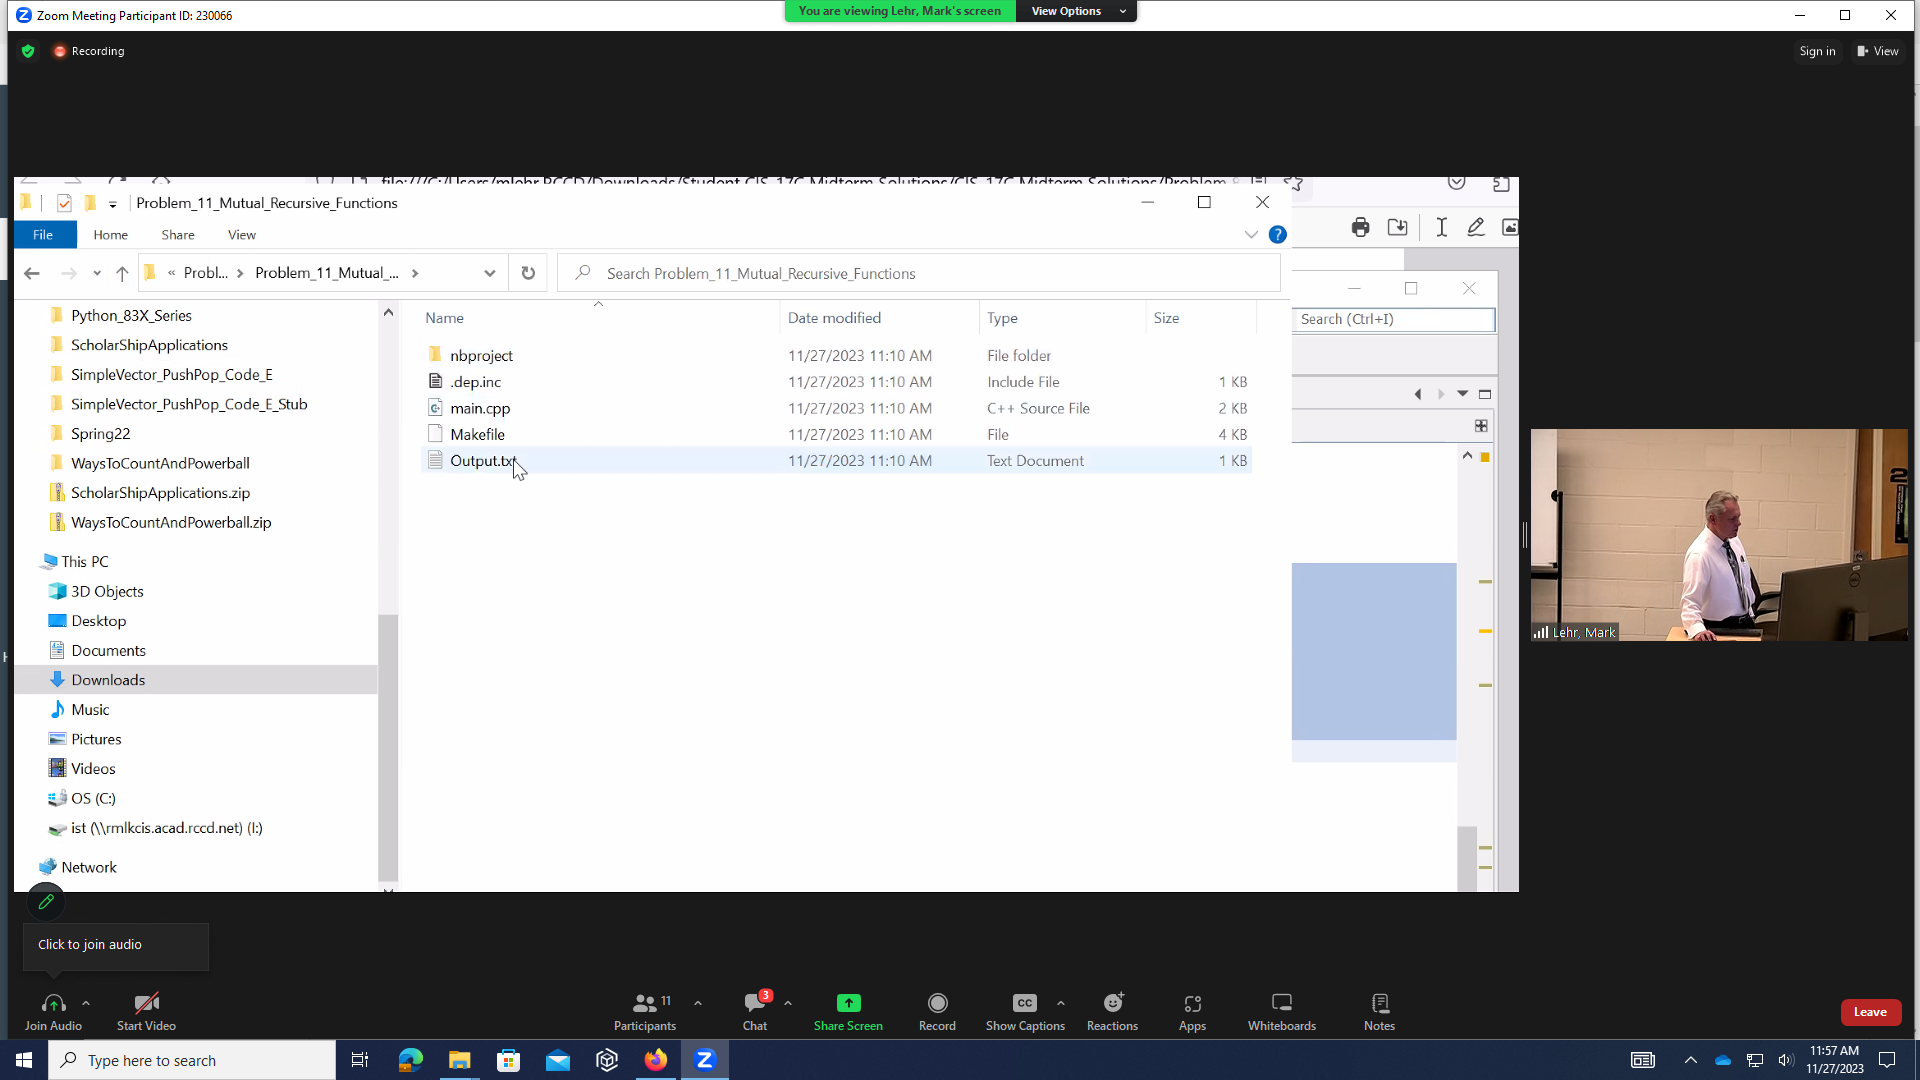 Zoom Meeting Participant ID: 230066
You are viewing Lehr, Mark's screen
View Options
Recording
Sign in
View
Problem_11_Mutual_Recursive_Functions
File
Home
Share
View
«  Probl...
Problem_11_Mutual_...
Search Problem_11_Mutual_Recursive_Functions
Search (Ctrl+I)
Python_83X_Series
ScholarShipApplications
SimpleVector_PushPop_Code_E
SimpleVector_PushPop_Code_E_Stub
Spring22
WaysToCountAndPowerball
ScholarShipApplications.zip
WaysToCountAndPowerball.zip
This PC
3D Objects
Desktop
Documents
Downloads
Music
Pictures
Videos
OS (C:)
ist (\\rmlkcis.acad.rccd.net) (I:)
Network
Name Date modified Type Size
nbproject 11/27/2023 11:10 AM File folder
.dep.inc 11/27/2023 11:10 AM Include File 1 KB
main.cpp 11/27/2023 11:10 AM C++ Source File 2 KB
Makefile 11/27/2023 11:10 AM File 4 KB
Output.txt 11/27/2023 11:10 AM Text Document 1 KB
Lehr, Mark
Click to join audio
Join Audio
Start Video
Participants 11
Chat 3
Share Screen
Record
CC
Show Captions
Reactions
Apps
Whiteboards
Notes
Leave
Type here to search
11:57 AM
11/27/2023